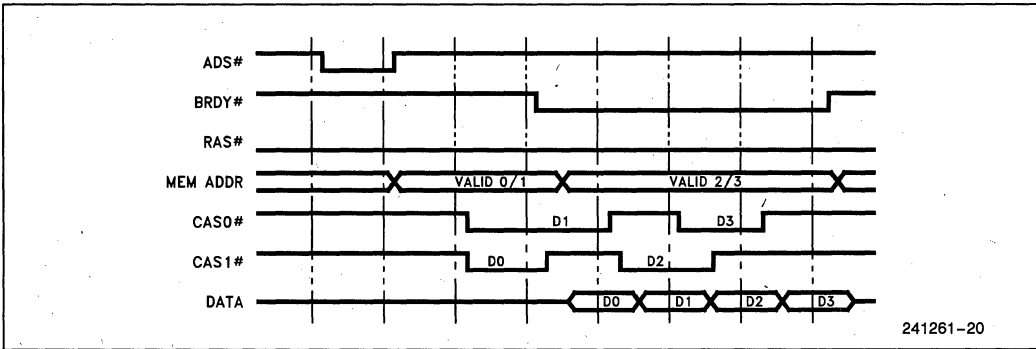 ADS#
BRDY#
RAS#
MEM ADDR VALID 0/1 VALID 2/3
CAS0# D1 D3
CAS1# D0 D2
DATA D0 D1 D2 D3
241261-20